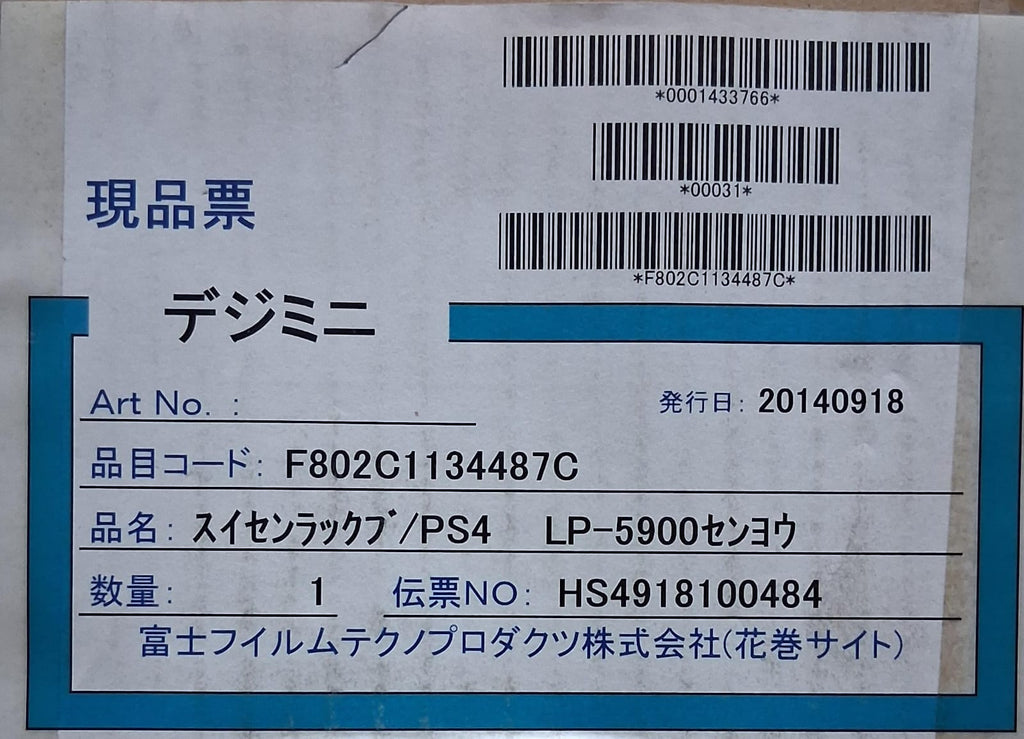 *0001433766*
*00031*
現品票
*F802C1134487C*
デジミニ
Art No. :
発行日: 20140918
品目コード: F802C1134487C
品名: スイセンラックブ/PS4 LP-5900センヨウ
数量: 1 伝票NO: HS4918100484
富士フイルムテクノプロダクツ株式会社(花巻サイト)